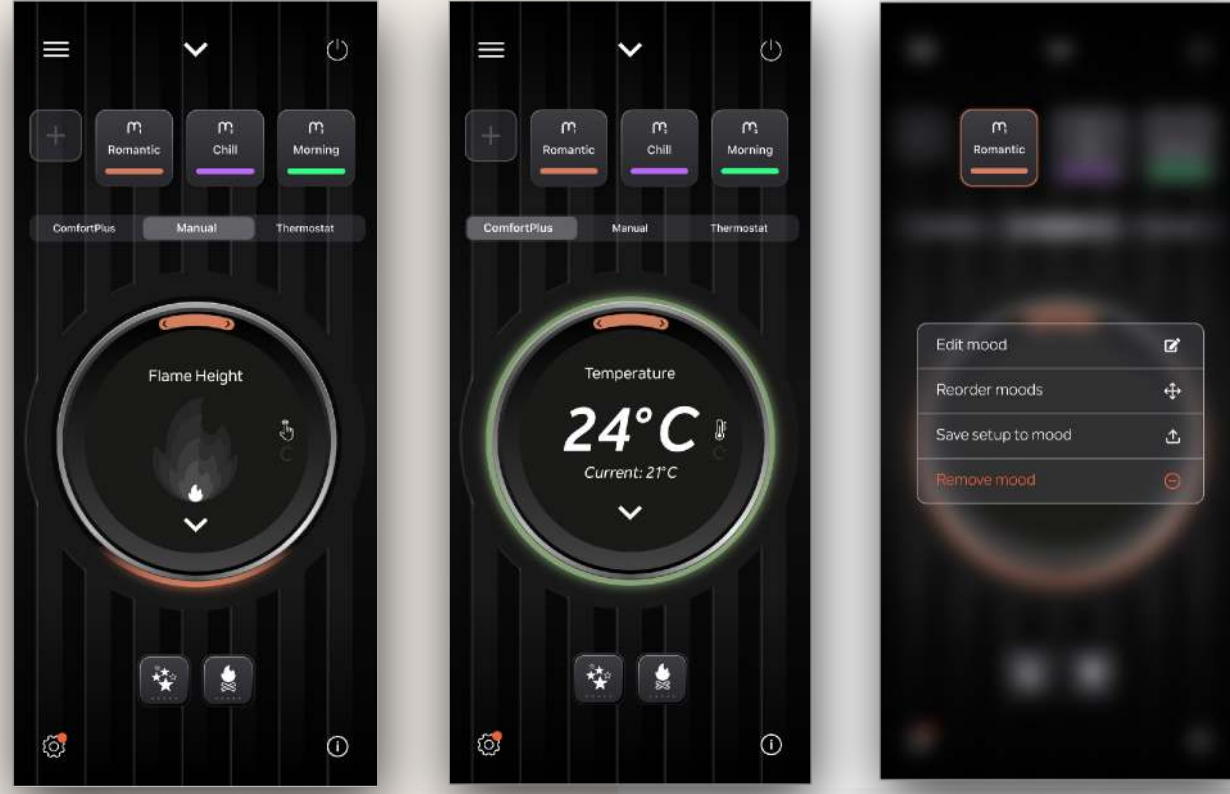 Romantic
Chill
Morning
ComfortPlus
Manual
Thermostat
Flame Height
Romantic
Chill
Morning
ComfortPlus
Manual
Thermostat
Temperature
24°C
Current: 21°C
Romantic
Edit mood
Reorder moods
Save setup to mood
Remove mood